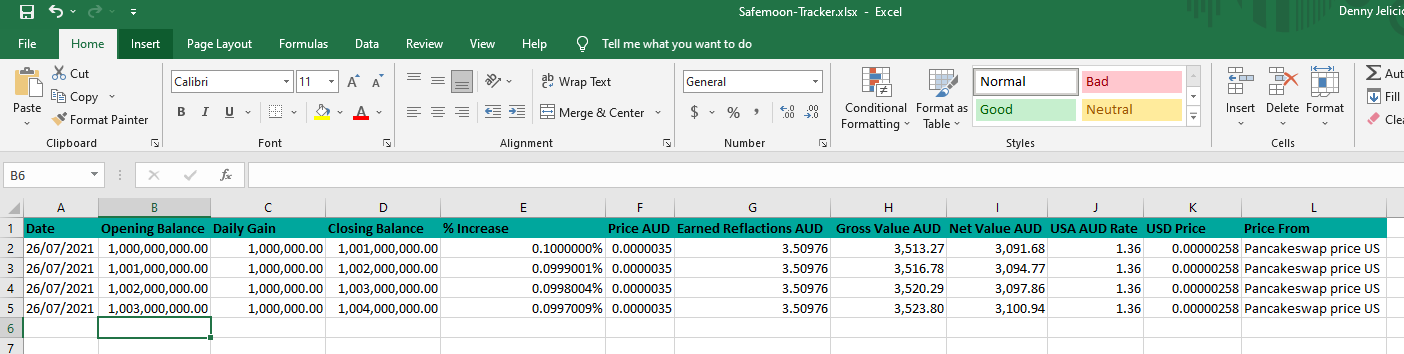 Safemoon-Tracker.xlsx - Excel
Denny Jelicio
File Home Insert Page Layout Formulas Data Review View Help Tell me what you want to do
Paste
Cut
Copy
Format Painter
Clipboard
Calibri 11
B I U A
Font
ab Wrap Text
Merge & Center
Alignment
General
$ % ,
Number
Conditional Formatting
Format as Table
Normal Bad
Good Neutral
Styles
Insert Delete Format
Cells
Aut
Fill
Clea
B6 fx
A B C D E F G H I J K L
1 Date Opening Balance Daily Gain Closing Balance % Increase Price AUD Earned Reflactions AUD Gross Value AUD Net Value AUD USA AUD Rate USD Price Price From
2 26/07/2021 1,000,000,000.00 1,000,000.00 1,001,000,000.00 0.1000000% 0.0000035 3.50976 3,513.27 3,091.68 1.36 0.00000258 Pancakeswap price US
3 26/07/2021 1,001,000,000.00 1,000,000.00 1,002,000,000.00 0.0999001% 0.0000035 3.50976 3,516.78 3,094.77 1.36 0.00000258 Pancakeswap price US
4 26/07/2021 1,002,000,000.00 1,000,000.00 1,003,000,000.00 0.0998004% 0.0000035 3.50976 3,520.29 3,097.86 1.36 0.00000258 Pancakeswap price US
5 26/07/2021 1,003,000,000.00 1,000,000.00 1,004,000,000.00 0.0997009% 0.0000035 3.50976 3,523.80 3,100.94 1.36 0.00000258 Pancakeswap price US
6
7